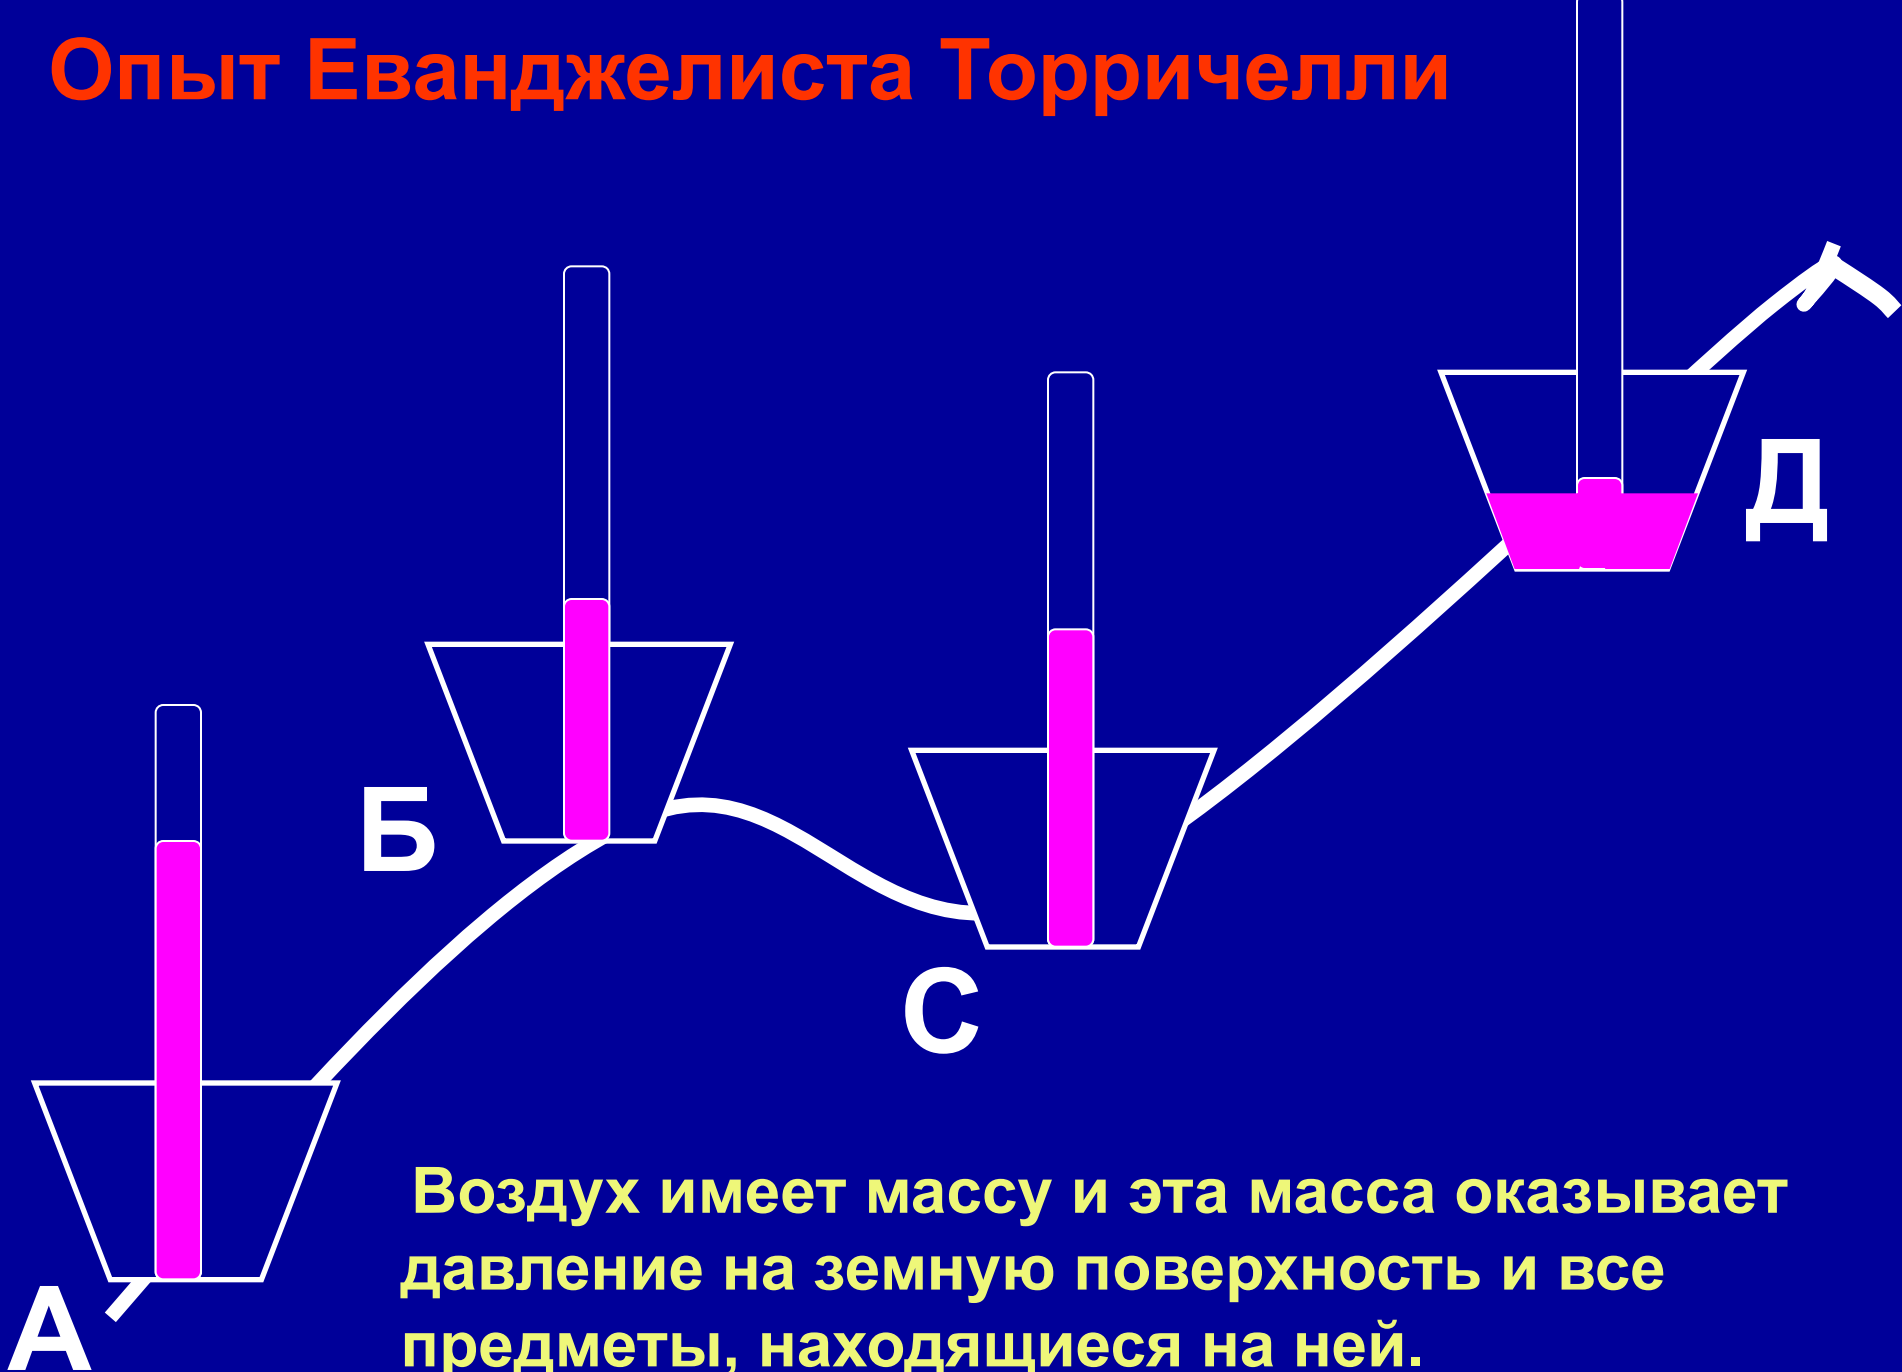 Опыт Еванджелиста Торричелли
Д
Б
С
Воздух имеет массу и эта масса оказывает
давление на земную поверхность и все
предметы, находящиеся на ней.
А